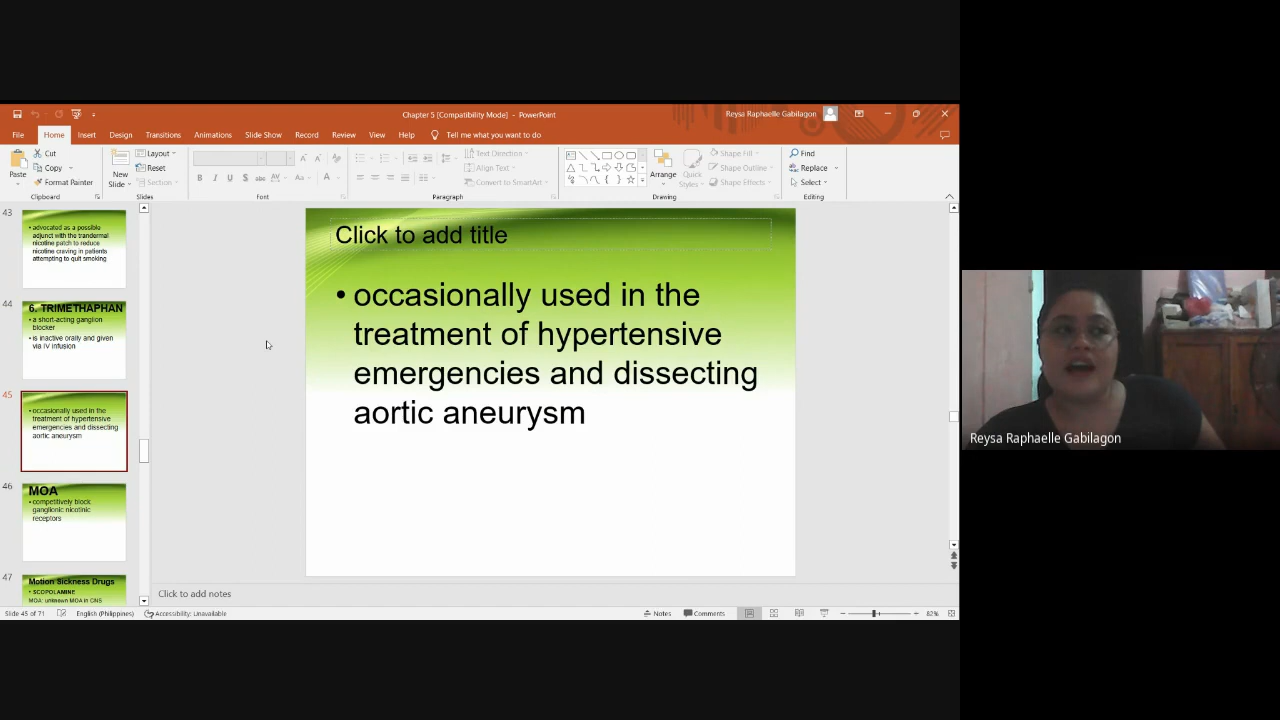 Chapter 5 [Compatibility Mode] - PowerPoint
Reysa Raphaelle Gabilagon
File Home Insert Design Transitions Animations Slide Show Record Review View Help Tell me what you want to do
Paste
Cut
Copy
Format Painter
Clipboard
New
Slide
Layout
Reset
Section
Slides
B I U S abc AV Aa A
Font
Text Direction
Align Text
Convert to SmartArt
Paragraph
Arrange
Quick
Styles
Shape Fill
Shape Outline
Shape Effects
Drawing
Find
Replace
Select
Editing
43
• advocated as a possible
adjunct with the trandermal
nicotine patch to reduce
nicotine craving in patients
attempting to quit smoking
44
6. TRIMETHAPHAN
• a short-acting ganglion
blocker
• is inactive orally and given
via IV infusion
45
• occasionally used in the
treatment of hypertensive
emergencies and dissecting
aortic aneurysm
46
MOA
• competitively block
ganglionic nicotinic
receptors
47
Motion Sickness Drugs
• SCOPOLAMINE
MOA: unknown MOA in CNS
Click to add title
• occasionally used in the
treatment of hypertensive
emergencies and dissecting
aortic aneurysm
Click to add notes
Slide 45 of 71 English (Philippines) Accessibility: Unavailable Notes Comments 82%
Reysa Raphaelle Gabilagon